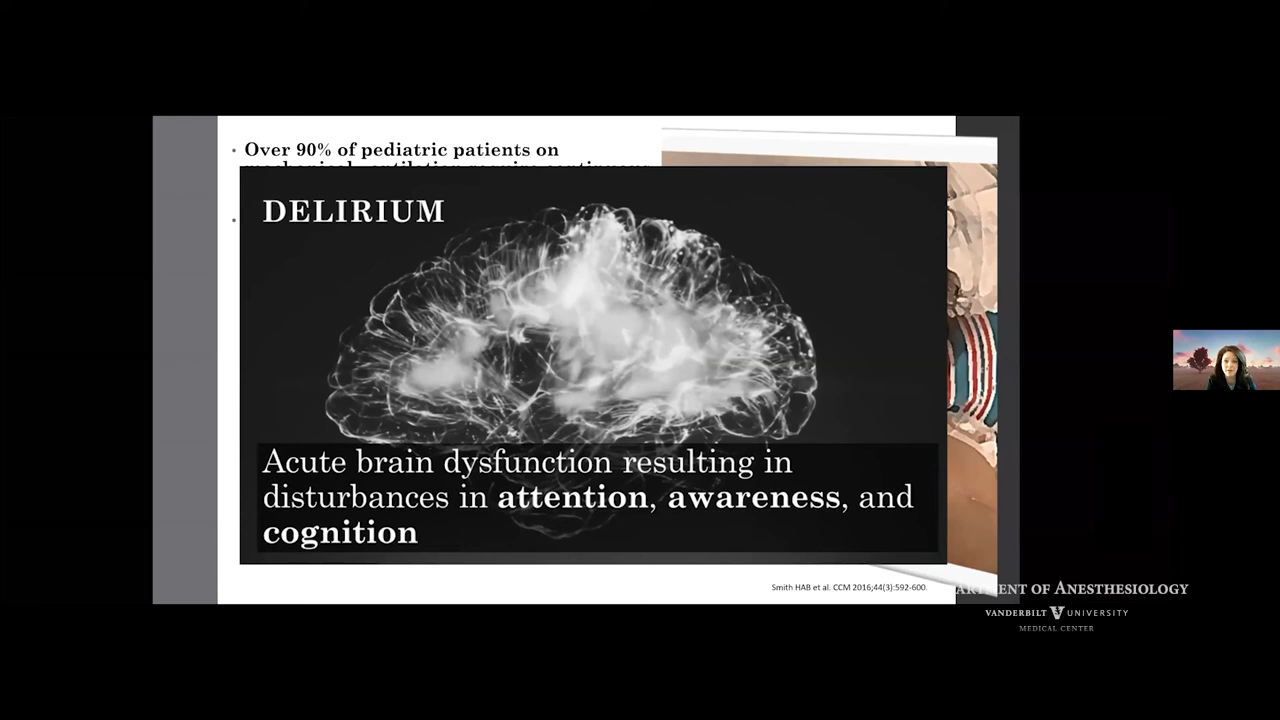 Over 90% of pediatric patients on
DELIRIUM
Acute brain dysfunction resulting in
disturbances in attention, awareness, and
cognition
Smith HAB et al. CCM 2016;44(3):592-600.
ENT OF ANESTHESIOLOGY
VANDERBILT UNIVERSITY
MEDICAL CENTER